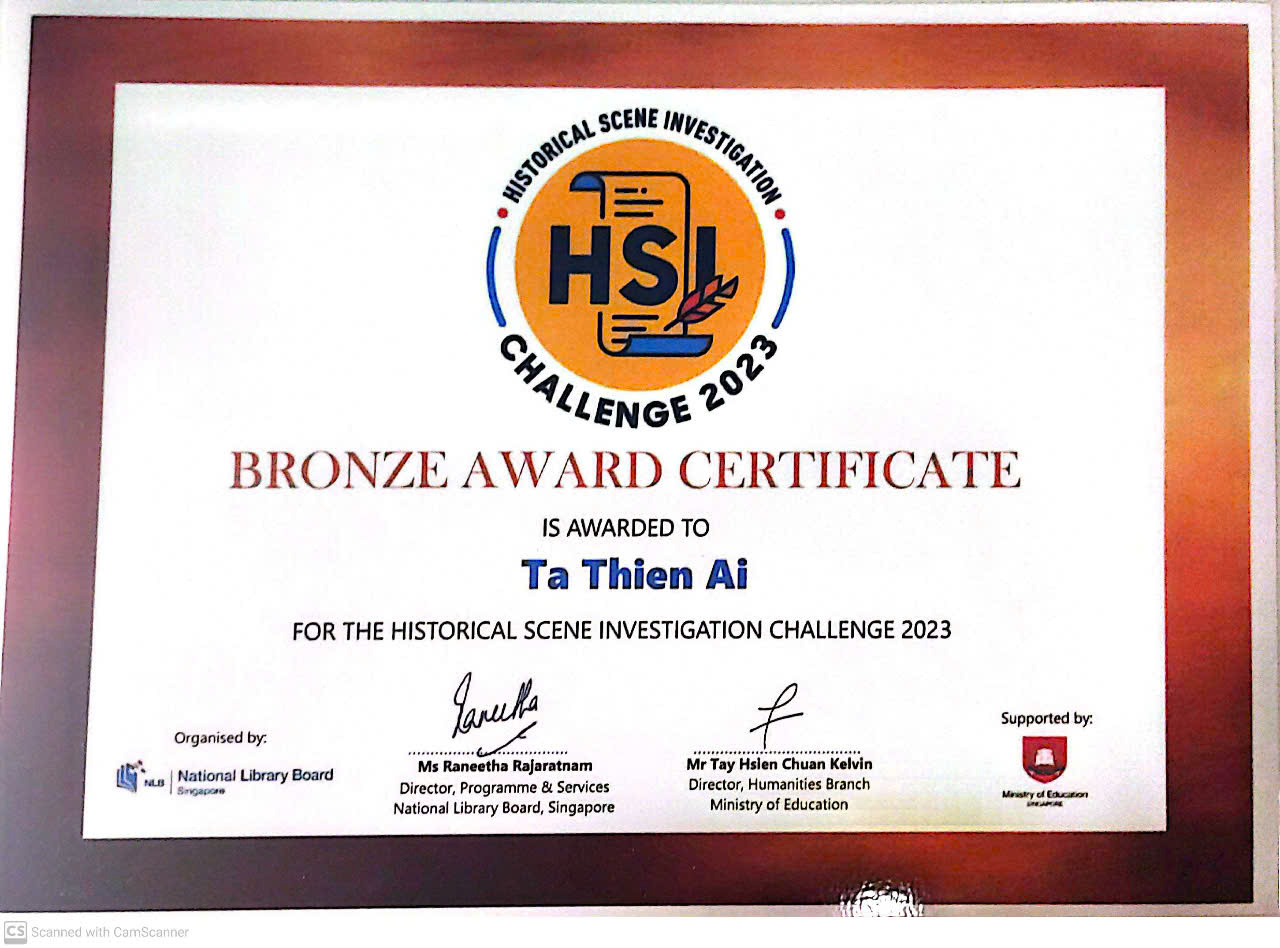 HISTORICAL SCENE INVESTIGATION
HSI
CHALLENGE 2023
BRONZE AWARD CERTIFICATE
IS AWARDED TO
Ta Thien Ai
FOR THE HISTORICAL SCENE INVESTIGATION CHALLENGE 2023
Organised by:
NLB
National Library Board
Singapore
Raneetha
Ms Raneetha Rajaratnam
Director, Programme & Services
National Library Board, Singapore
Mr Tay Hsien Chuan Kelvin
Director, Humanities Branch
Ministry of Education
Supported by:
Ministry of Education
SINGAPORE
CS Scanned with CamScanner